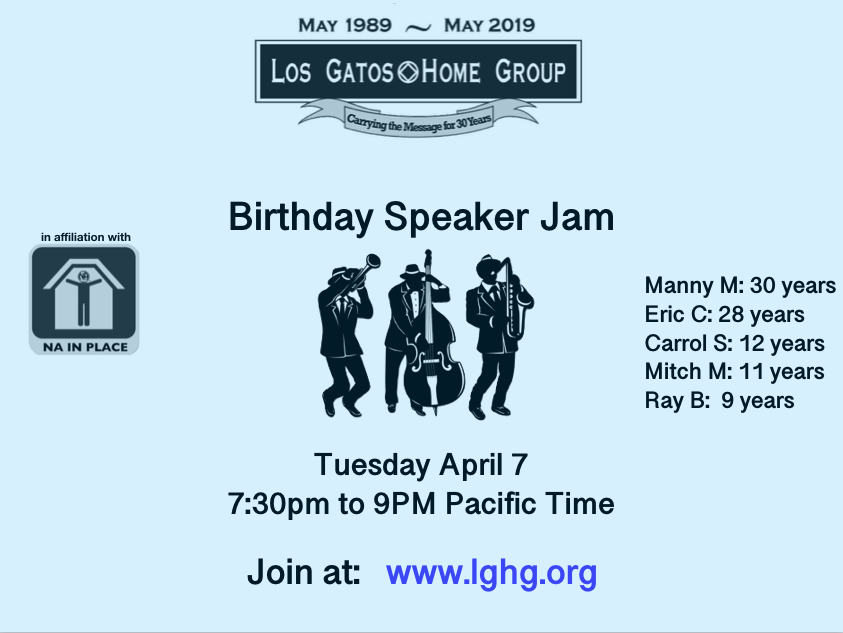 MAY 1989 ~ MAY 2019
LOS GATOS HOME GROUP
Carrying the Message for 30 Years
Birthday Speaker Jam
in affiliation with
NA IN PLACE
Manny M: 30 years
Eric C: 28 years
Carrol S: 12 years
Mitch M: 11 years
Ray B:  9 years
Tuesday April 7
7:30pm to 9PM Pacific Time
Join at:   www.lghg.org